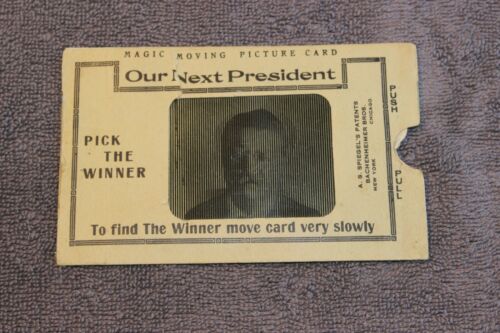 MAGIC MOVING PICTURE CARD
Our Next President
PICK
THE
WINNER
A. S. SPIEGEL'S PATENTS
BACHENHEIMER BROS.
NEW YORK CHICAGO
PUSH
PULL
To find The Winner move card very slowly